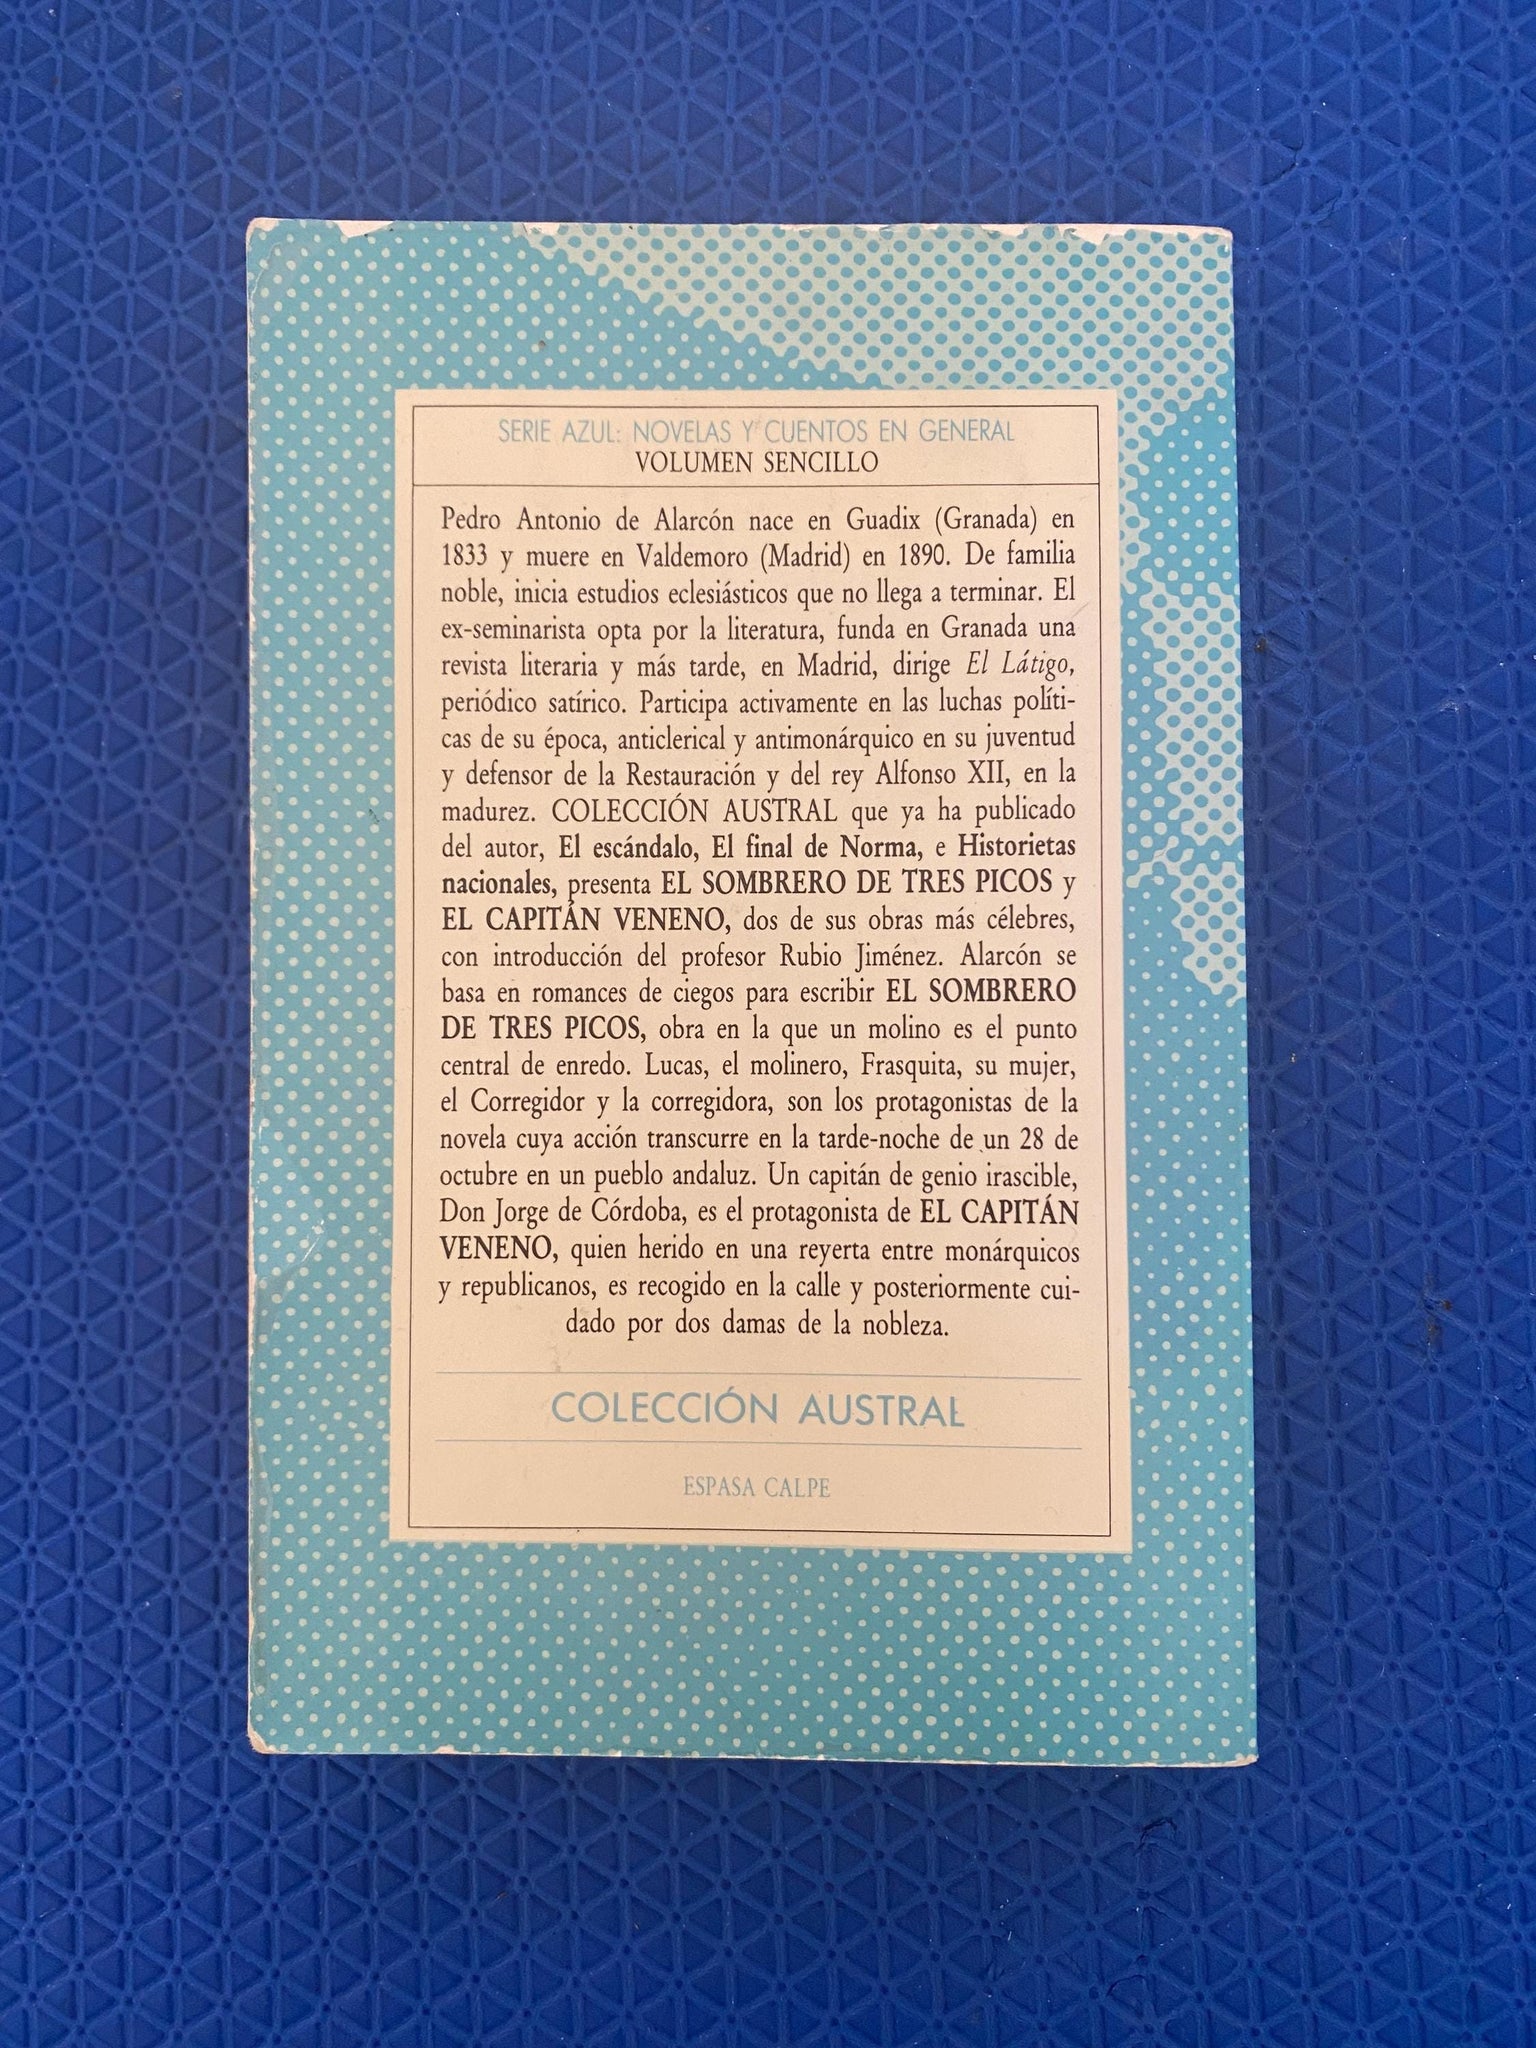 SERIE AZUL: NOVELAS Y CUENTOS EN GENERAL
VOLUMEN SENCILLO
Pedro Antonio de Alarcón nace en Guadix (Granada) en
1833 y muere en Valdemoro (Madrid) en 1890. De familia
noble, inicia estudios eclesiásticos que no llega a terminar. El
ex-seminarista opta por la literatura, funda en Granada una
revista literaria y más tarde, en Madrid, dirige El Látigo,
periódico satírico. Participa activamente en las luchas políti-
cas de su época, anticlerical y antimonárquico en su juventud
y defensor de la Restauración y del rey Alfonso XII, en la
madurez. COLECCIÓN AUSTRAL que ya ha publicado
del autor, El escándalo, El final de Norma, e Historietas
nacionales, presenta EL SOMBRERO DE TRES PICOS y
EL CAPITÁN VENENO, dos de sus obras más célebres,
con introducción del profesor Rubio Jiménez. Alarcón se
basa en romances de ciegos para escribir EL SOMBRERO
DE TRES PICOS, obra en la que un molino es el punto
central de enredo. Lucas, el molinero, Frasquita, su mujer,
el Corregidor y la corregidora, son los protagonistas de la
novela cuya acción transcurre en la tarde-noche de un 28 de
octubre en un pueblo andaluz. Un capitán de genio irascible,
Don Jorge de Córdoba, es el protagonista de EL CAPITÁN
VENENO, quien herido en una reyerta entre monárquicos
y republicanos, es recogido en la calle y posteriormente cui-
dado por dos damas de la nobleza.
COLECCIÓN AUSTRAL
ESPASA CALPE